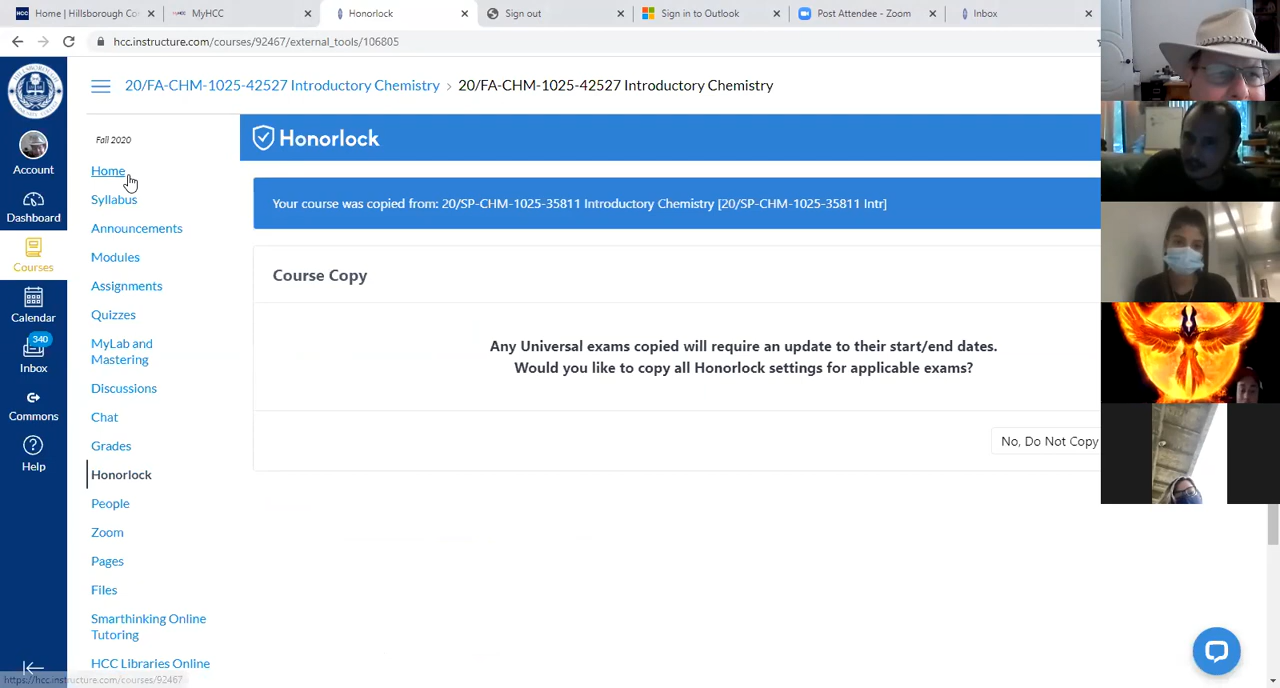 Home | Hillsborough Co
MyHCC
Honorlock
Sign out
Sign in to Outlook
Post Attendee - Zoom
Inbox
hcc.instructure.com/courses/92467/external_tools/106805
20/FA-CHM-1025-42527 Introductory Chemistry › 20/FA-CHM-1025-42527 Introductory Chemistry
Account
Dashboard
Courses
Calendar
340
Inbox
Commons
Help
Fall 2020
Home
Syllabus
Announcements
Modules
Assignments
Quizzes
MyLab and
Mastering
Discussions
Chat
Grades
Honorlock
People
Zoom
Pages
Files
Smarthinking Online
Tutoring
HCC Libraries Online
Honorlock
Your course was copied from: 20/SP-CHM-1025-35811 Introductory Chemistry [20/SP-CHM-1025-35811 Intr]
Course Copy
Any Universal exams copied will require an update to their start/end dates.
Would you like to copy all Honorlock settings for applicable exams?
No, Do Not Copy
https://hcc.instructure.com/courses/92467